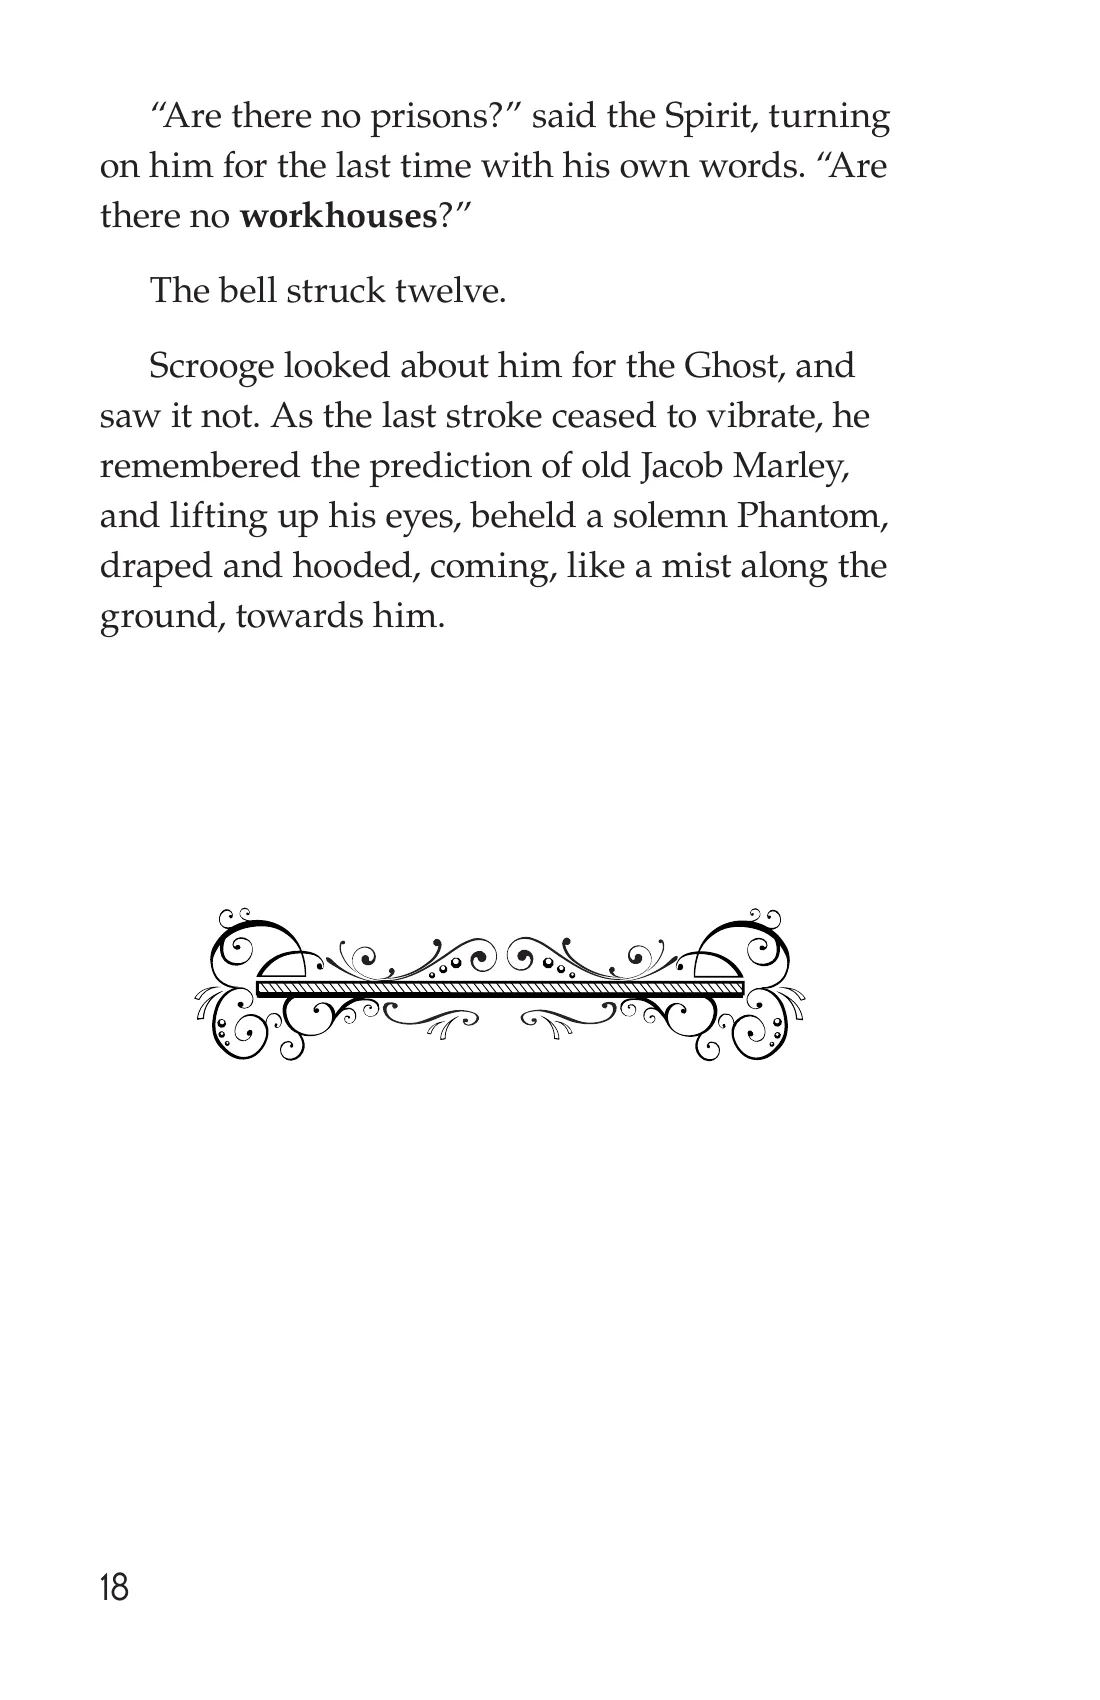 “Are there no prisons?” said the Spirit, turning
on him for the last time with his own words. “Are
there no workhouses?”
The bell struck twelve.
Scrooge looked about him for the Ghost, and
saw it not. As the last stroke ceased to vibrate, he
remembered the prediction of old Jacob Marley,
and lifting up his eyes, beheld a solemn Phantom,
draped and hooded, coming, like a mist along the
ground, towards him.
18